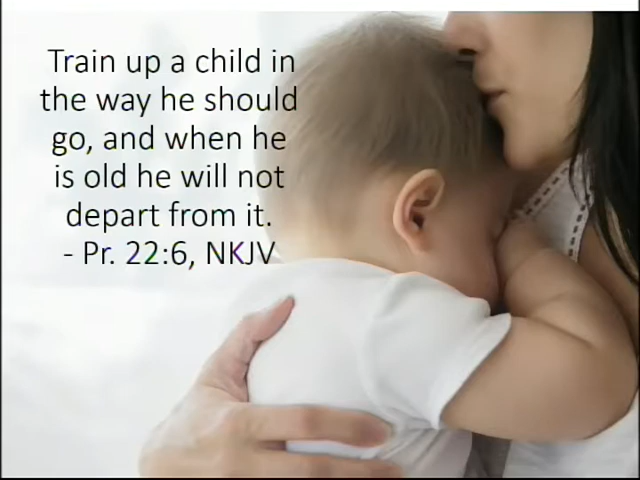 Train up a child in
the way he should
go, and when he
is old he will not
depart from it.
- Pr. 22:6, NKJV